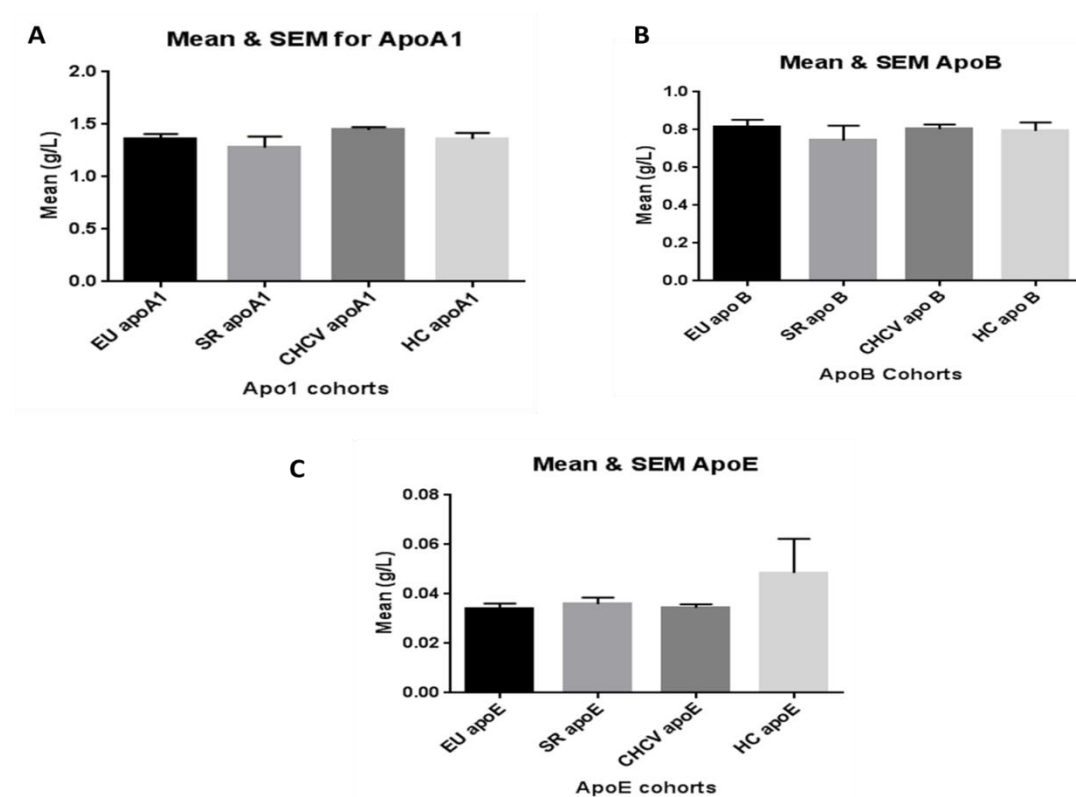 A
Mean & SEM for ApoA1
2.0
1.5
1.0
0.5
0.0
Mean (g/L)
EU apoA1
SR apoA1
CHCV apoA1
HC apoA1
Apo1 cohorts
B
Mean & SEM ApoB
1.0
0.8
0.6
0.4
0.2
0.0
Mean (g/L)
EU apo B
SR apo B
CHCV apo B
HC apo B
ApoB Cohorts
C
Mean & SEM ApoE
0.08
0.06
0.04
0.02
0.00
Mean (g/L)
EU apoE
SR apoE
CHCV apoE
HC apoE
ApoE cohorts